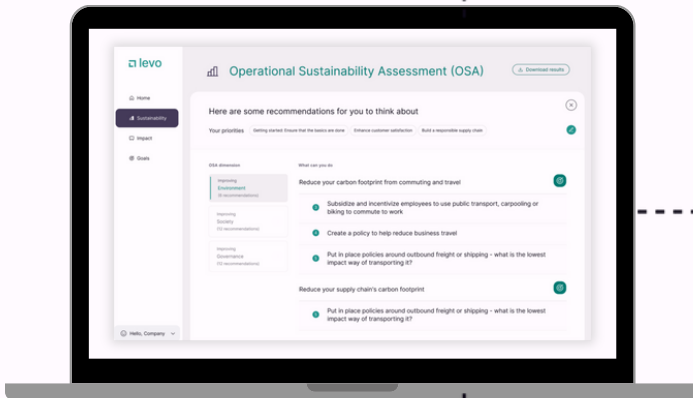 levo
Operational Sustainability Assessment (OSA)
Download results
Home
Sustainability
Impact
Goals
Here are some recommendations for you to think about
Your priorities
Getting started: Ensure that the basics are done
Enhance customer satisfaction
Build a responsible supply chain
OSA dimension
What can you do
Improving
Environment
Improving
Society
(10 recommendations)
Improving
Governance
(10 recommendations)
Reduce your carbon footprint from commuting and travel
Subsidize and incentivize employees to use public transport, carpooling or
biking to commute to work
Create a policy to help reduce business travel
Put in place policies around outbound freight or shipping - what is the lowest
impact way of transporting it?
Reduce your supply chain's carbon footprint
Put in place policies around outbound freight or shipping - what is the lowest
impact way of transporting it?
Hello, Company